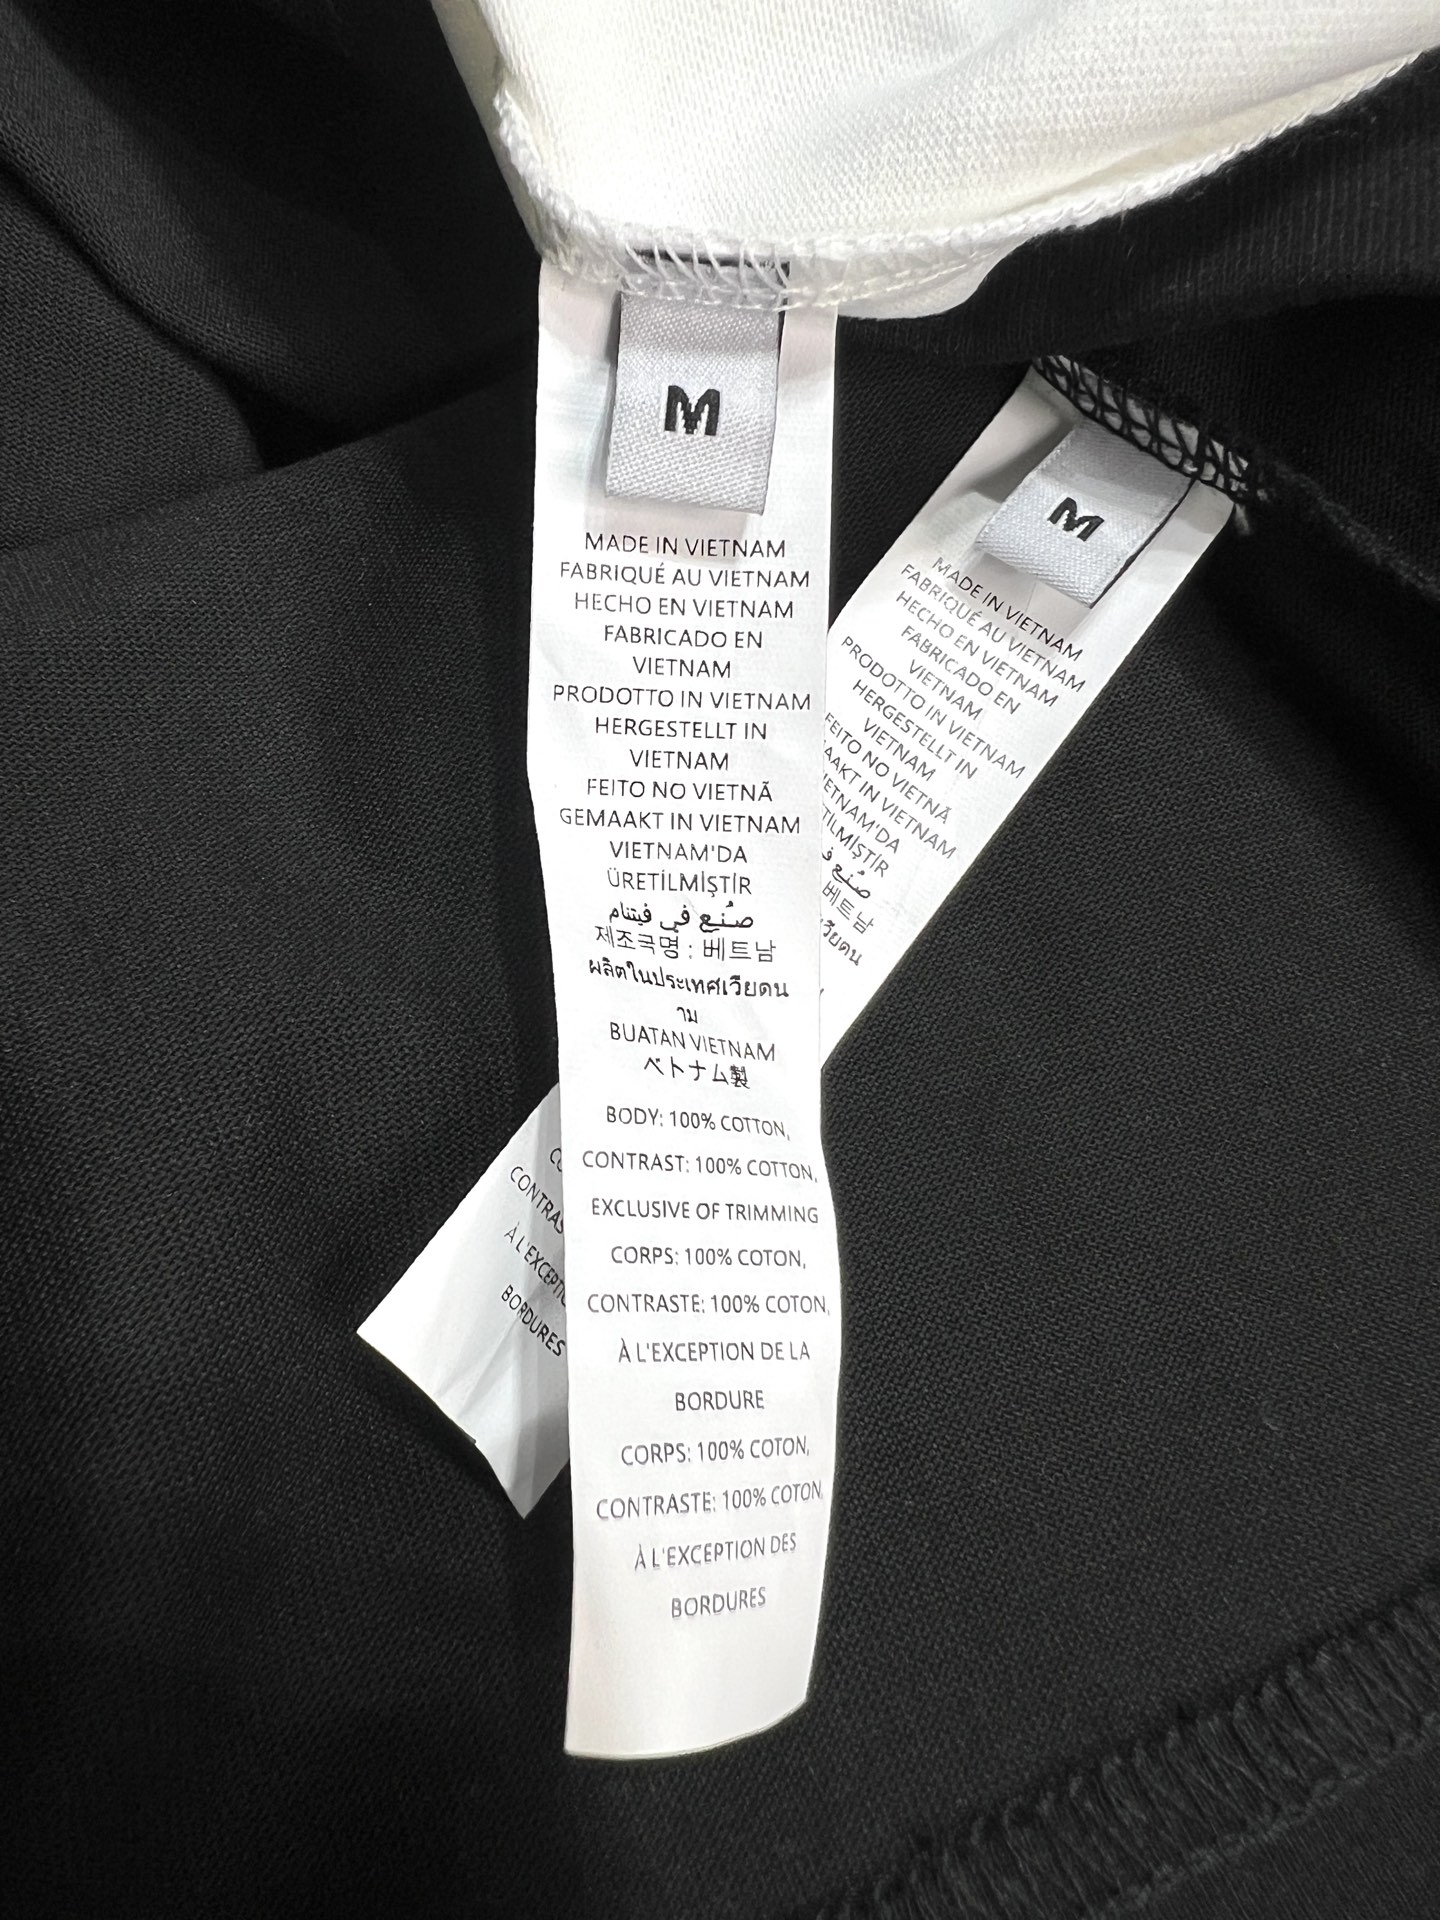 M
MADE IN VIETNAM
FABRIQUÉ AU VIETNAM
HECHO EN VIETNAM
FABRICADO EN
VIETNAM
PRODOTTO IN VIETNAM
HERGESTELLT IN
VIETNAM
FEITO NO VIETNÃ
GEMAAKT IN VIETNAM
VIETNAM'DA
ÜRETİLMİŞTİR
صُنع في فيتنام
제조국명 : 베트남
ผลิตในประเทศเวียดน
าม
BUATAN VIETNAM
ベトナム製
BODY: 100% COTTON,
CONTRAST: 100% COTTON,
EXCLUSIVE OF TRIMMING
CORPS: 100% COTON,
CONTRASTE: 100% COTON,
À L'EXCEPTION DE LA
BORDURE
CORPS: 100% COTON,
CONTRASTE: 100% COTON,
À L'EXCEPTION DES
BORDURES
M
MADE IN VIETNAM
FABRIQUÉ AU VIETNAM
HECHO EN VIETNAM
FABRICADO EN
VIETNAM
PRODOTTO IN VIETNAM
HERGESTELLT IN
VIETNAM
FEITO NO VIETNÃ
IN VIETNAM
베트남
BORDURES